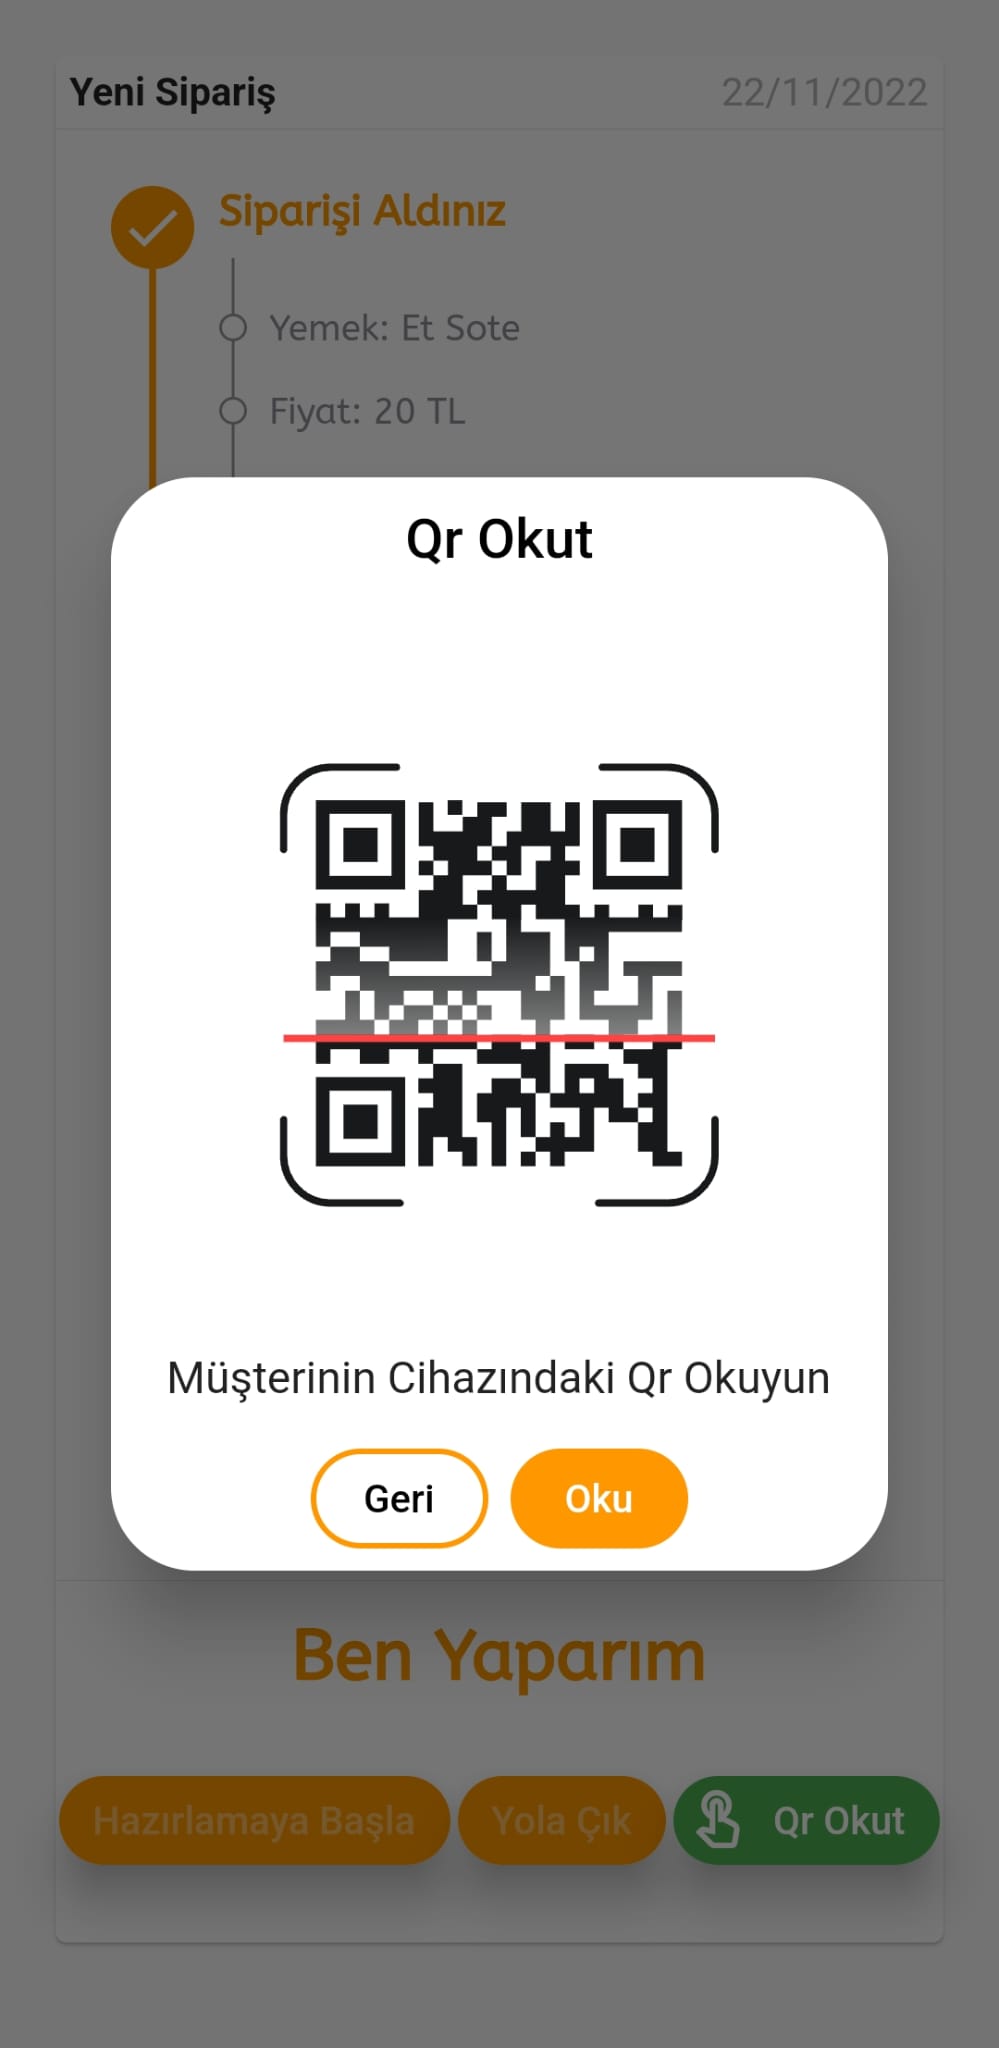 Yeni Sipariş 22/11/2022
Siparişi Aldınız
Yemek: Et Sote
Fiyat: 20 TL
Qr Okut
Müşterinin Cihazındaki Qr Okuyun
Geri Oku
Ben Yaparım
Hazırlamaya Başla Yola Çık Qr Okut